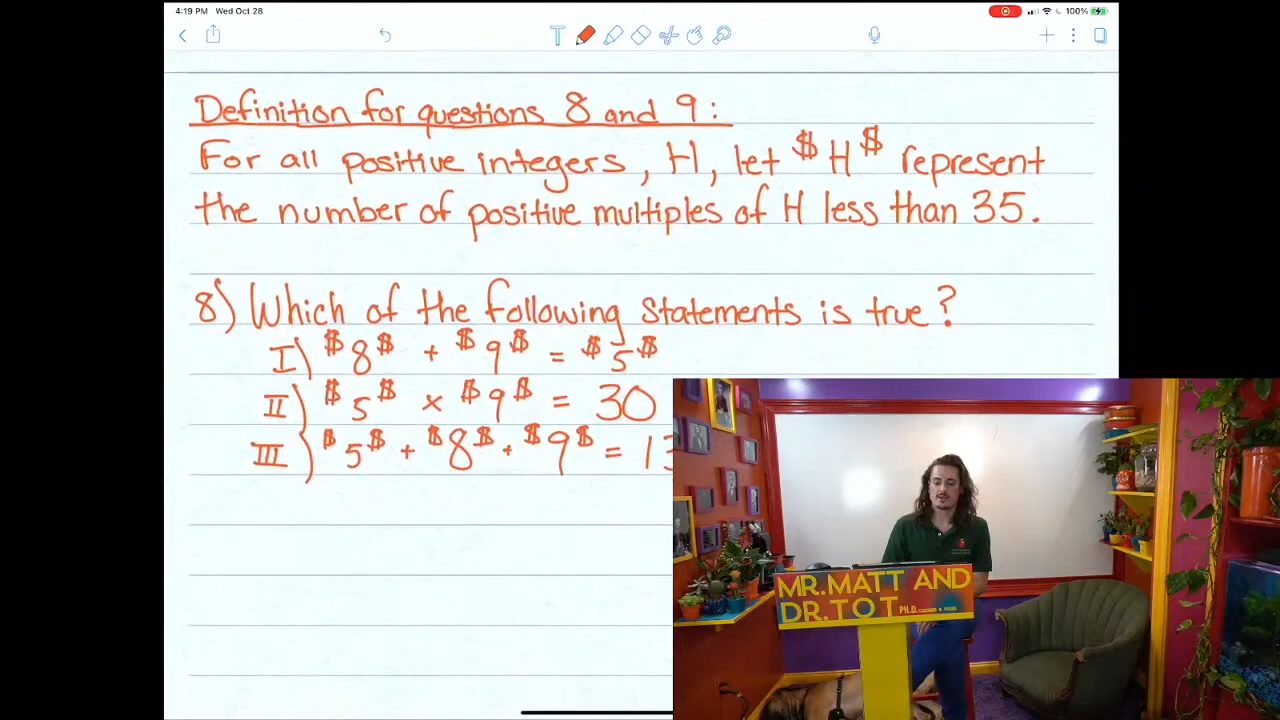 4:19 PM Wed Oct 28
100%
T
Definition for questions 8 and 9:
For all positive integers, H, let $H$ represent
the number of positive multiples of H less than 35.
8) Which of the following statements is true?
I) $8$ + $9$ = $5$
II) $5$ x $9$ = 30
III) $5$ + $8$ + $9$ = 13
MR.MATT AND
DR.TOT PH.D.